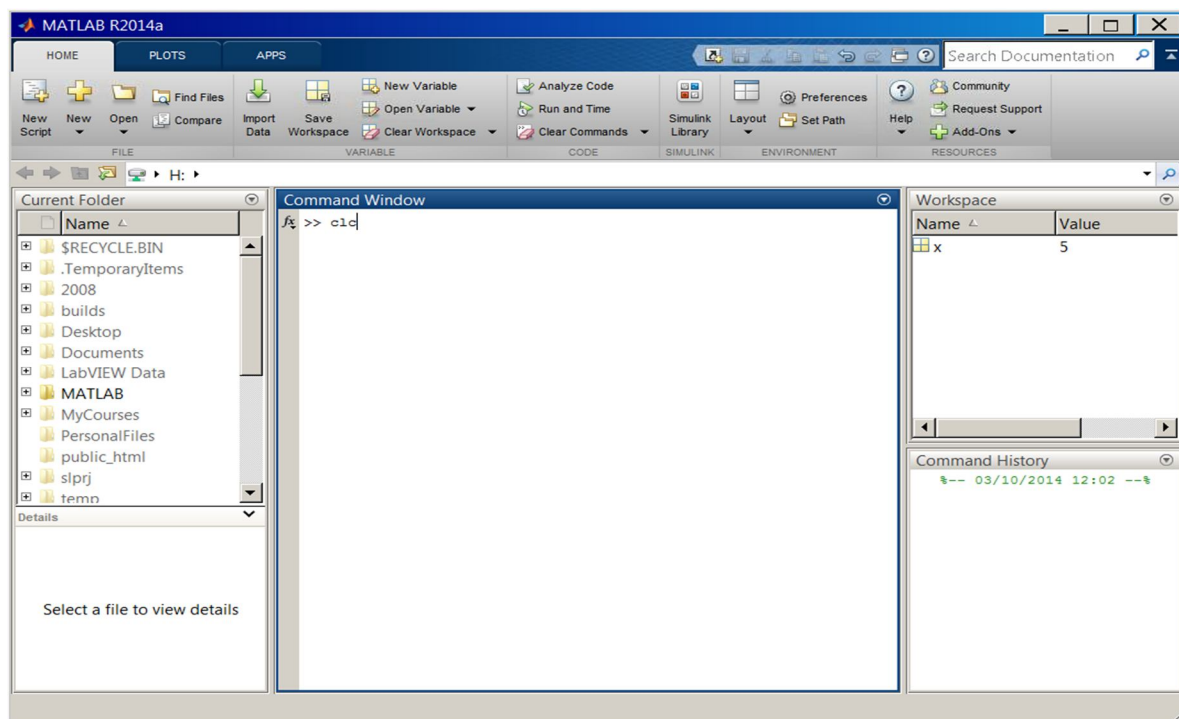 MATLAB R2014a
HOME PLOTS APPS
Search Documentation
New Script
New
Open
Find Files
Compare
FILE
Import Data
Save Workspace
New Variable
Open Variable
Clear Workspace
VARIABLE
Analyze Code
Run and Time
Clear Commands
CODE
Simulink Library
SIMULINK
Layout
Preferences
Set Path
ENVIRONMENT
Help
Community
Request Support
Add-Ons
RESOURCES
H:
Current Folder
Name
$RECYCLE.BIN
.TemporaryItems
2008
builds
Desktop
Documents
LabVIEW Data
MATLAB
MyCourses
PersonalFiles
public_html
slprj
temp
Details
Select a file to view details
Command Window
fx >> clc
Workspace
Name Value
x 5
Command History
%-- 03/10/2014 12:02 --%